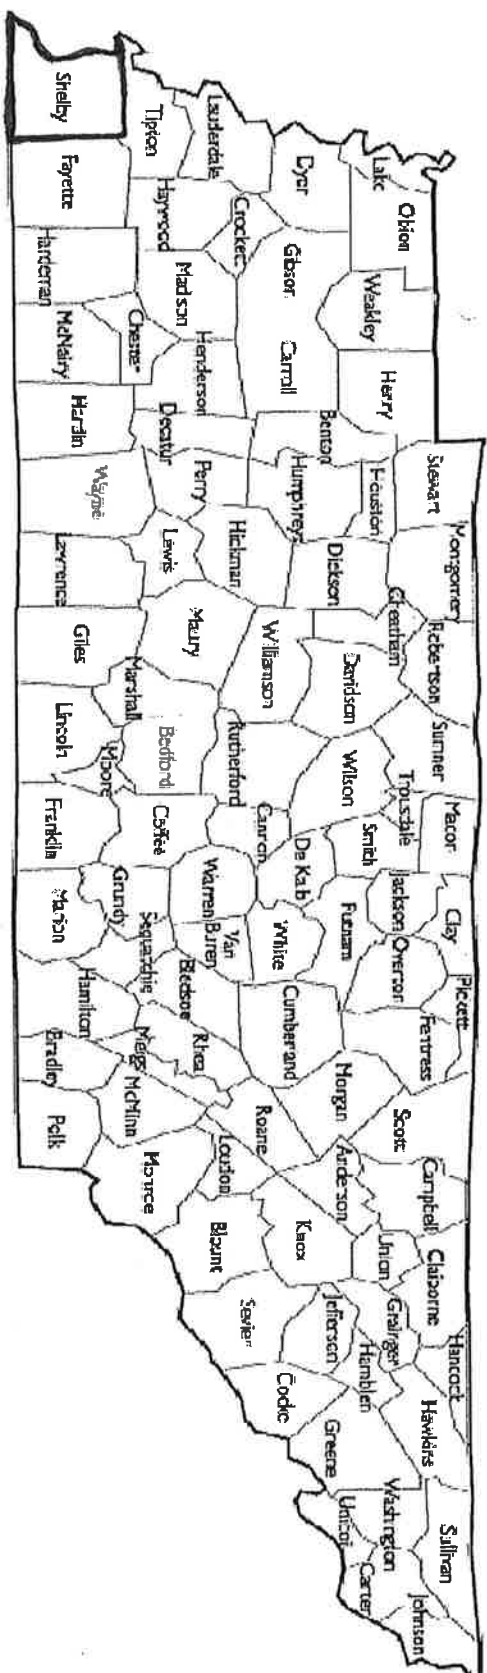 Lake
Obion
Weakley
Henry
Stewart
Montgomery
Robertson
Sumner
Macon
Clay
Pickett
Fentress
Scott
Campbell
Claiborne
Hancock
Hawkins
Sullivan
Johnson
Dyer
Gibson
Carroll
Benton
Houston
Humphreys
Dickson
Cheatham
Davidson
Wilson
Trousdale
Smith
Jackson
Overton
Putnam
Morgan
Anderson
Union
Grainger
Hamblen
Jefferson
Greene
Washington
Unicoi
Carter
Lauderdale
Crockett
Madison
Henderson
Decatur
Perry
Hickman
Williamson
Rutherford
Cannon
De Kalb
White
Cumberland
Roane
Loudon
Knox
Blount
Sevier
Cocke
Tipton
Haywood
Chester
Lewis
Maury
Marshall
Bedford
Coffee
Warren
Van
Buren
Bledsoe
Rhea
Meigs
McMinn
Monroe
Shelby
Fayette
Hardeman
McNairy
Hardin
Wayne
Lawrence
Giles
Lincoln
Moore
Franklin
Grundy
Sequatchie
Marion
Hamilton
Bradley
Polk